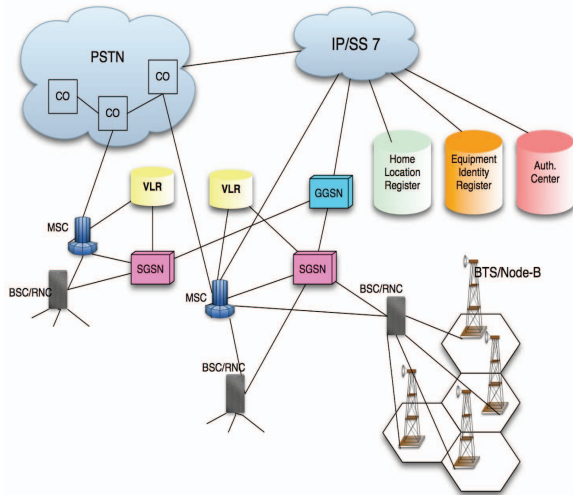 PSTN
IP/SS 7
CO
CO
CO
Home
Location
Register
Equipment
Identity
Register
Auth.
Center
VLR
VLR
GGSN
MSC
SGSN
SGSN
BTS/Node-B
BSC/RNC
MSC
BSC/RNC
BSC/RNC